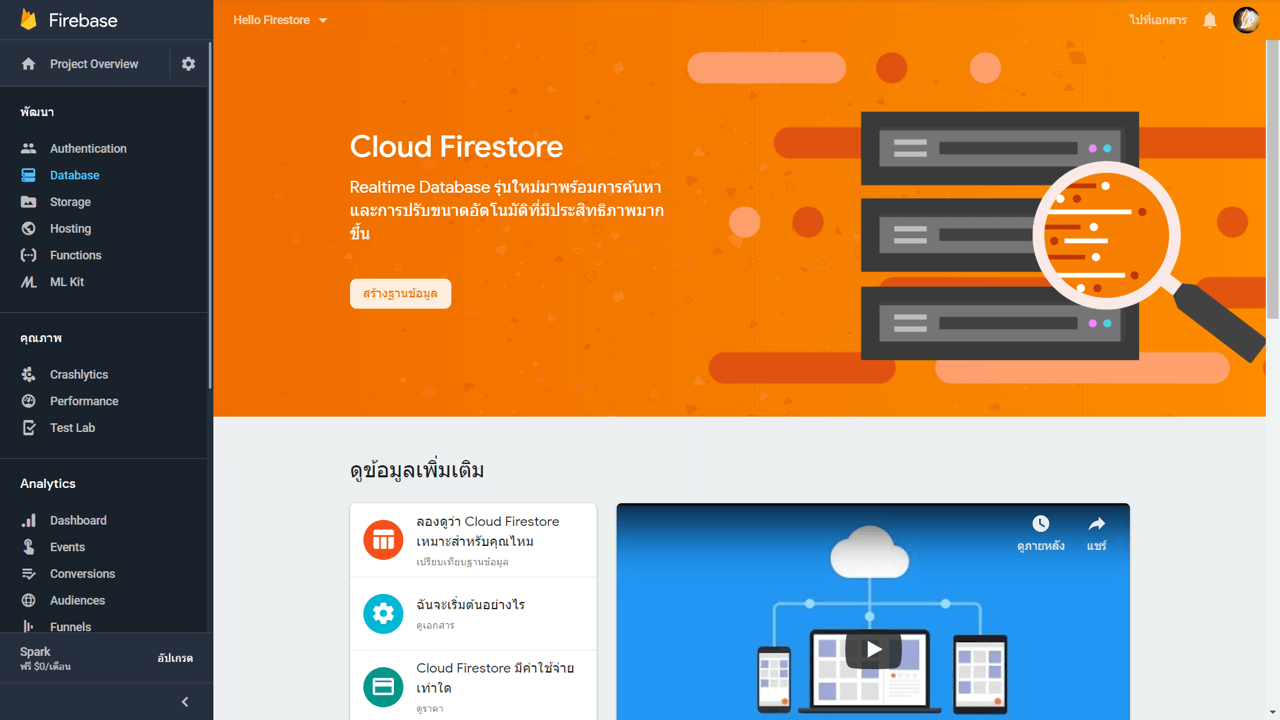 Firebase
Project Overview
พัฒนา
Authentication
Database
Storage
Hosting
Functions
ML Kit
คุณภาพ
Crashlytics
Performance
Test Lab
Analytics
Dashboard
Events
Conversions
Audiences
Funnels
Spark
ฟรี $0/เดือน
อัปเกรด
Hello Firestore
ไปที่เอกสาร
Cloud Firestore
Realtime Database รุ่นใหม่มาพร้อมการค้นหา
และการปรับขนาดอัตโนมัติที่มีประสิทธิภาพมาก
ขึ้น
สร้างฐานข้อมูล
ดูข้อมูลเพิ่มเติม
ลองดูว่า Cloud Firestore
เหมาะสำหรับคุณไหม
เปรียบเทียบฐานข้อมูล
ฉันจะเริ่มต้นอย่างไร
ดูเอกสาร
Cloud Firestore มีค่าใช้จ่าย
เท่าใด
ดูราคา
ดูภายหลัง
แชร์